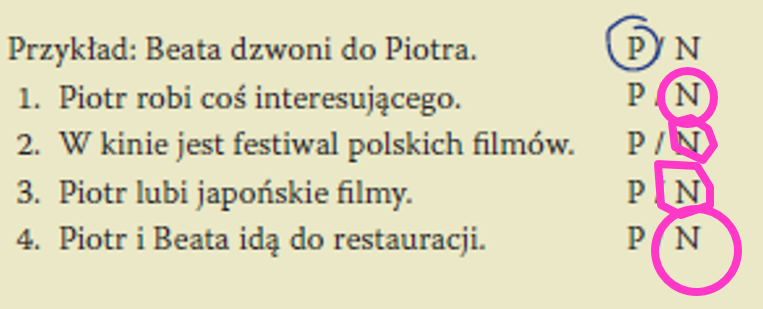 Przykład: Beata dzwoni do Piotra. P / N
1. Piotr robi coś interesującego. P / N
2. W kinie jest festiwal polskich filmów. P / N
3. Piotr lubi japońskie filmy. P / N
4. Piotr i Beata idą do restauracji. P N